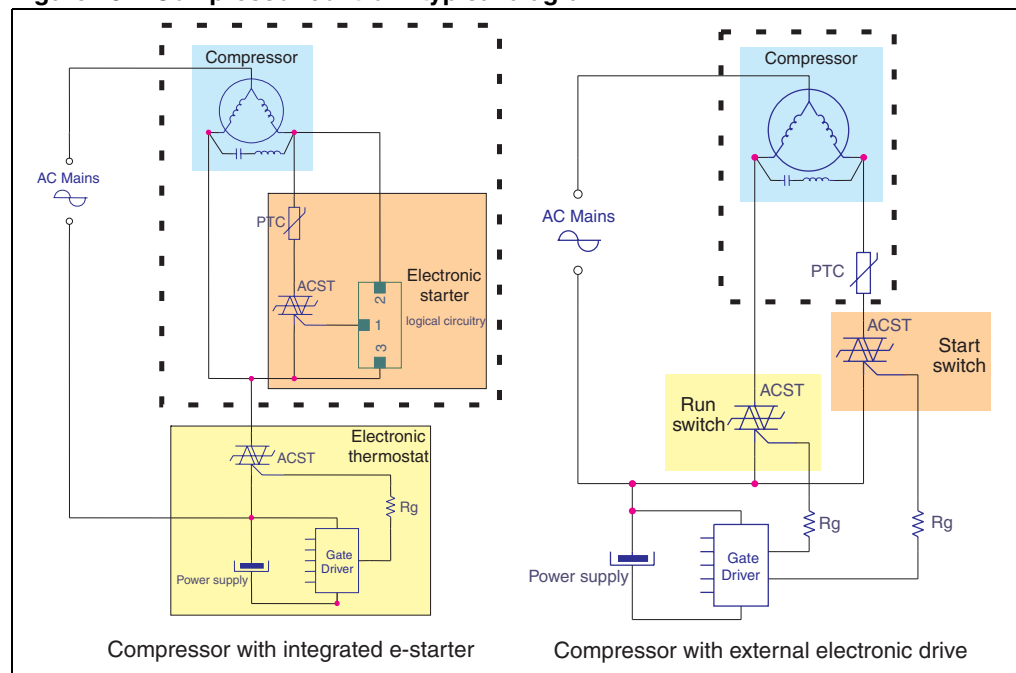 Compressor
AC Mains
PTC
ACST
Electronic
starter
logical circuitry
2
1
3
Electronic
thermostat
ACST
Rg
Gate
Driver
Power supply
Compressor with integrated e-starter
Compressor
AC Mains
PTC
ACST
Start
switch
ACST
Run
switch
Rg
Rg
Gate
Driver
Power supply
Compressor with external electronic drive